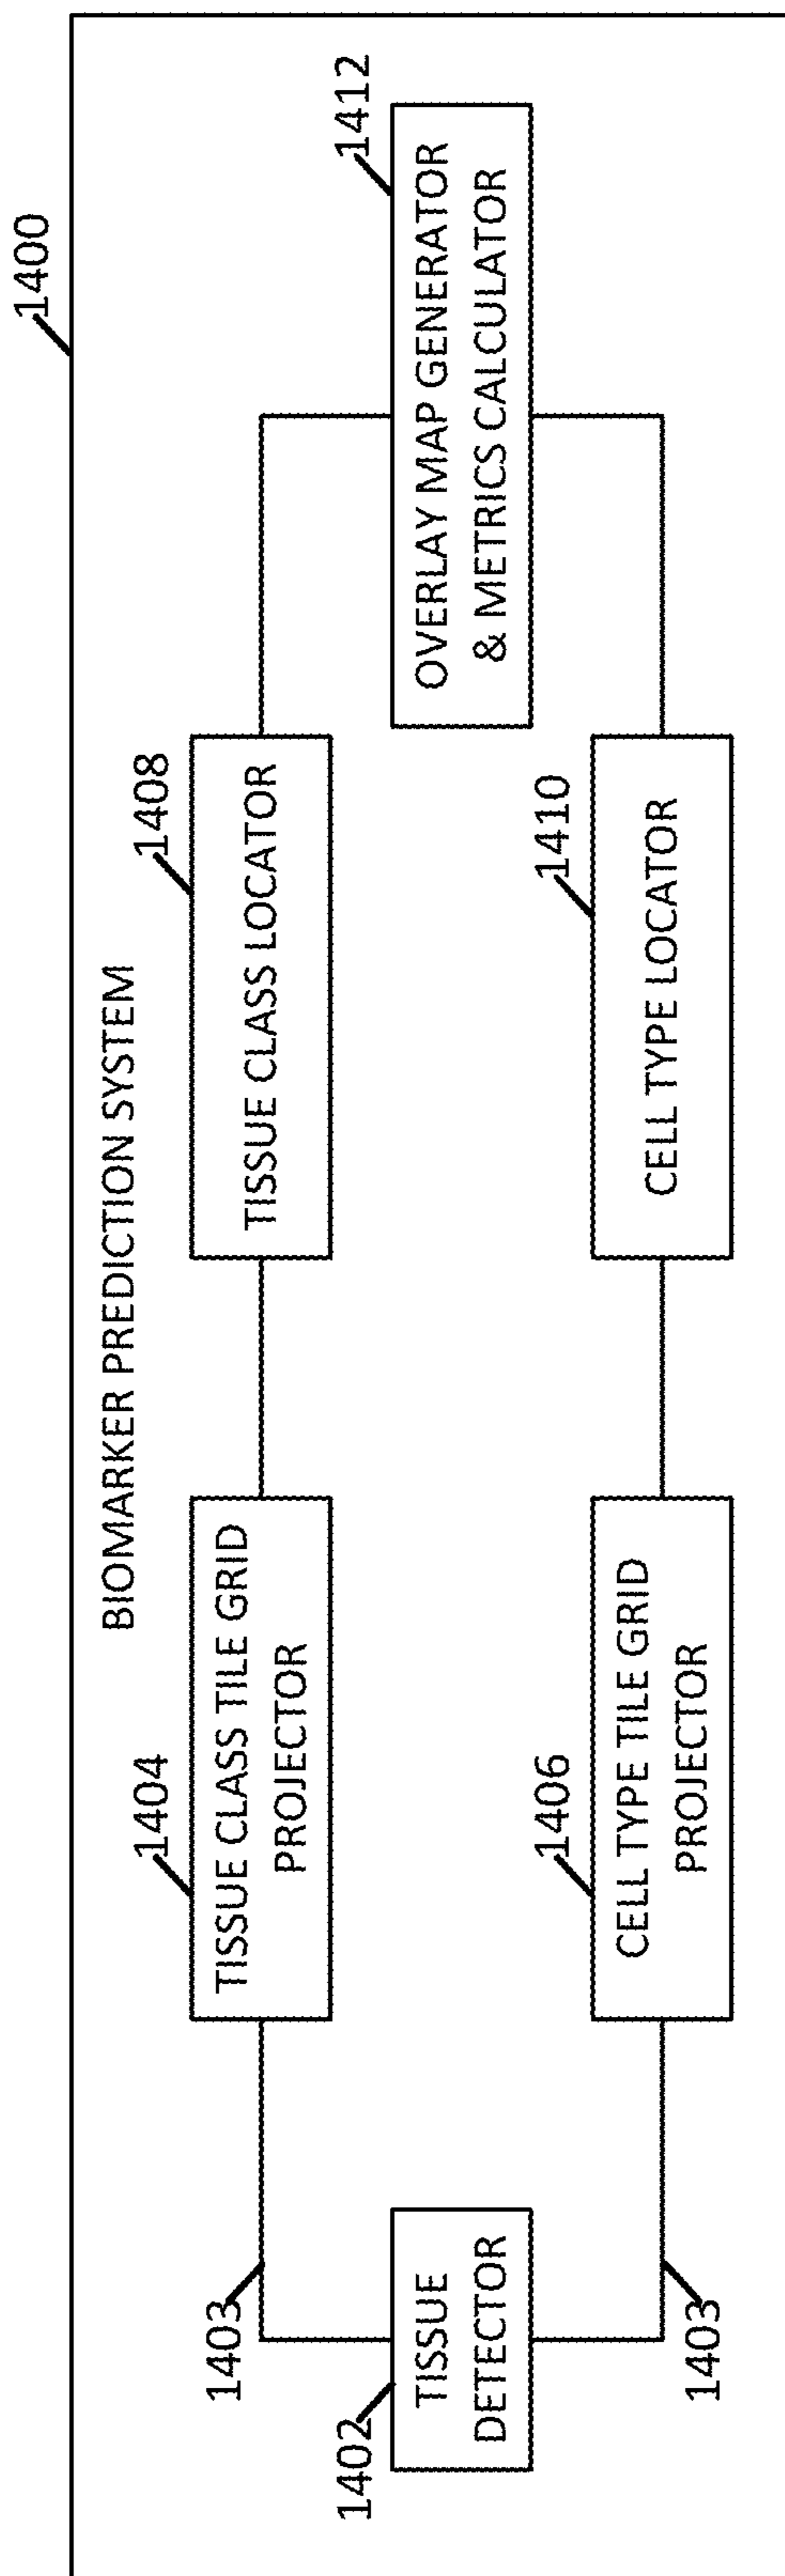 1400
BIOMARKER PREDICTION SYSTEM
1404
TISSUE CLASS TILE GRID
PROJECTOR
1408
TISSUE CLASS LOCATOR
1403
1402
TISSUE
DETECTOR
1412
OVERLAY MAP GENERATOR
& METRICS CALCULATOR
1403
1406
CELL TYPE TILE GRID
PROJECTOR
1410
CELL TYPE LOCATOR